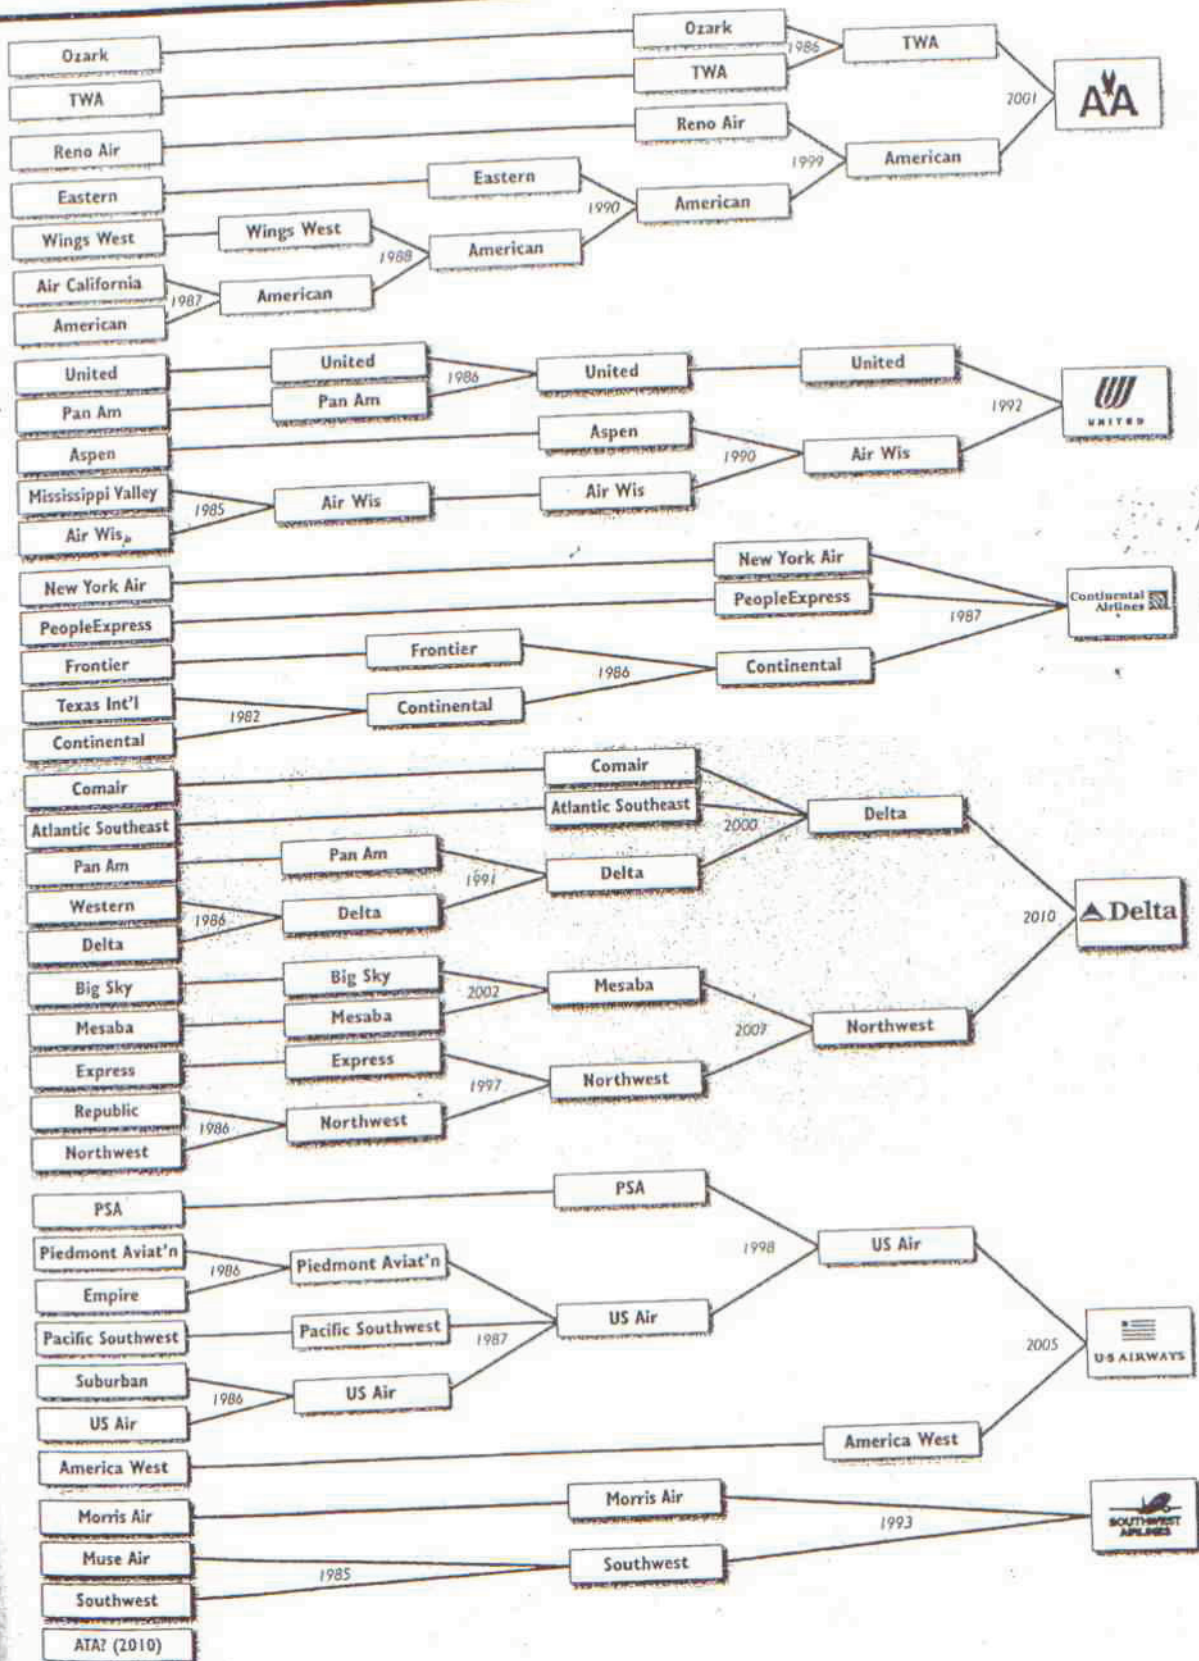 Ozark
TWA
Reno Air
Eastern
Wings West
Air California
American
1987
Wings West
American
1988
Eastern
American
1990
Ozark
TWA
Reno Air
American
1986
1999
TWA
American
2001
AA
United
Pan Am
Aspen
Mississippi Valley
Air Wis.
1985
United
Pan Am
Air Wis
1986
United
Aspen
Air Wis
1990
United
Air Wis
1992
UNITED
New York Air
PeopleExpress
Frontier
Texas Int'l
Continental
1982
Frontier
Continental
1986
New York Air
PeopleExpress
Continental
1987
Continental
Airlines
Comair
Atlantic Southeast
Pan Am
Western
Delta
1986
Pan Am
Delta
1991
Comair
Atlantic Southeast
Delta
2000
Delta
Big Sky
Mesaba
Express
Republic
Northwest
1986
Big Sky
Mesaba
Express
Northwest
2002
1997
Mesaba
Northwest
2007
Northwest
2010
Delta
PSA
Piedmont Aviat'n
Empire
Pacific Southwest
Suburban
US Air
America West
1986
1986
Piedmont Aviat'n
Pacific Southwest
US Air
1987
PSA
US Air
1998
US Air
America West
2005
U·S AIRWAYS
Morris Air
Muse Air
Southwest
1985
Morris Air
Southwest
1993
SOUTHWEST
AIRLINES
ATA? (2010)